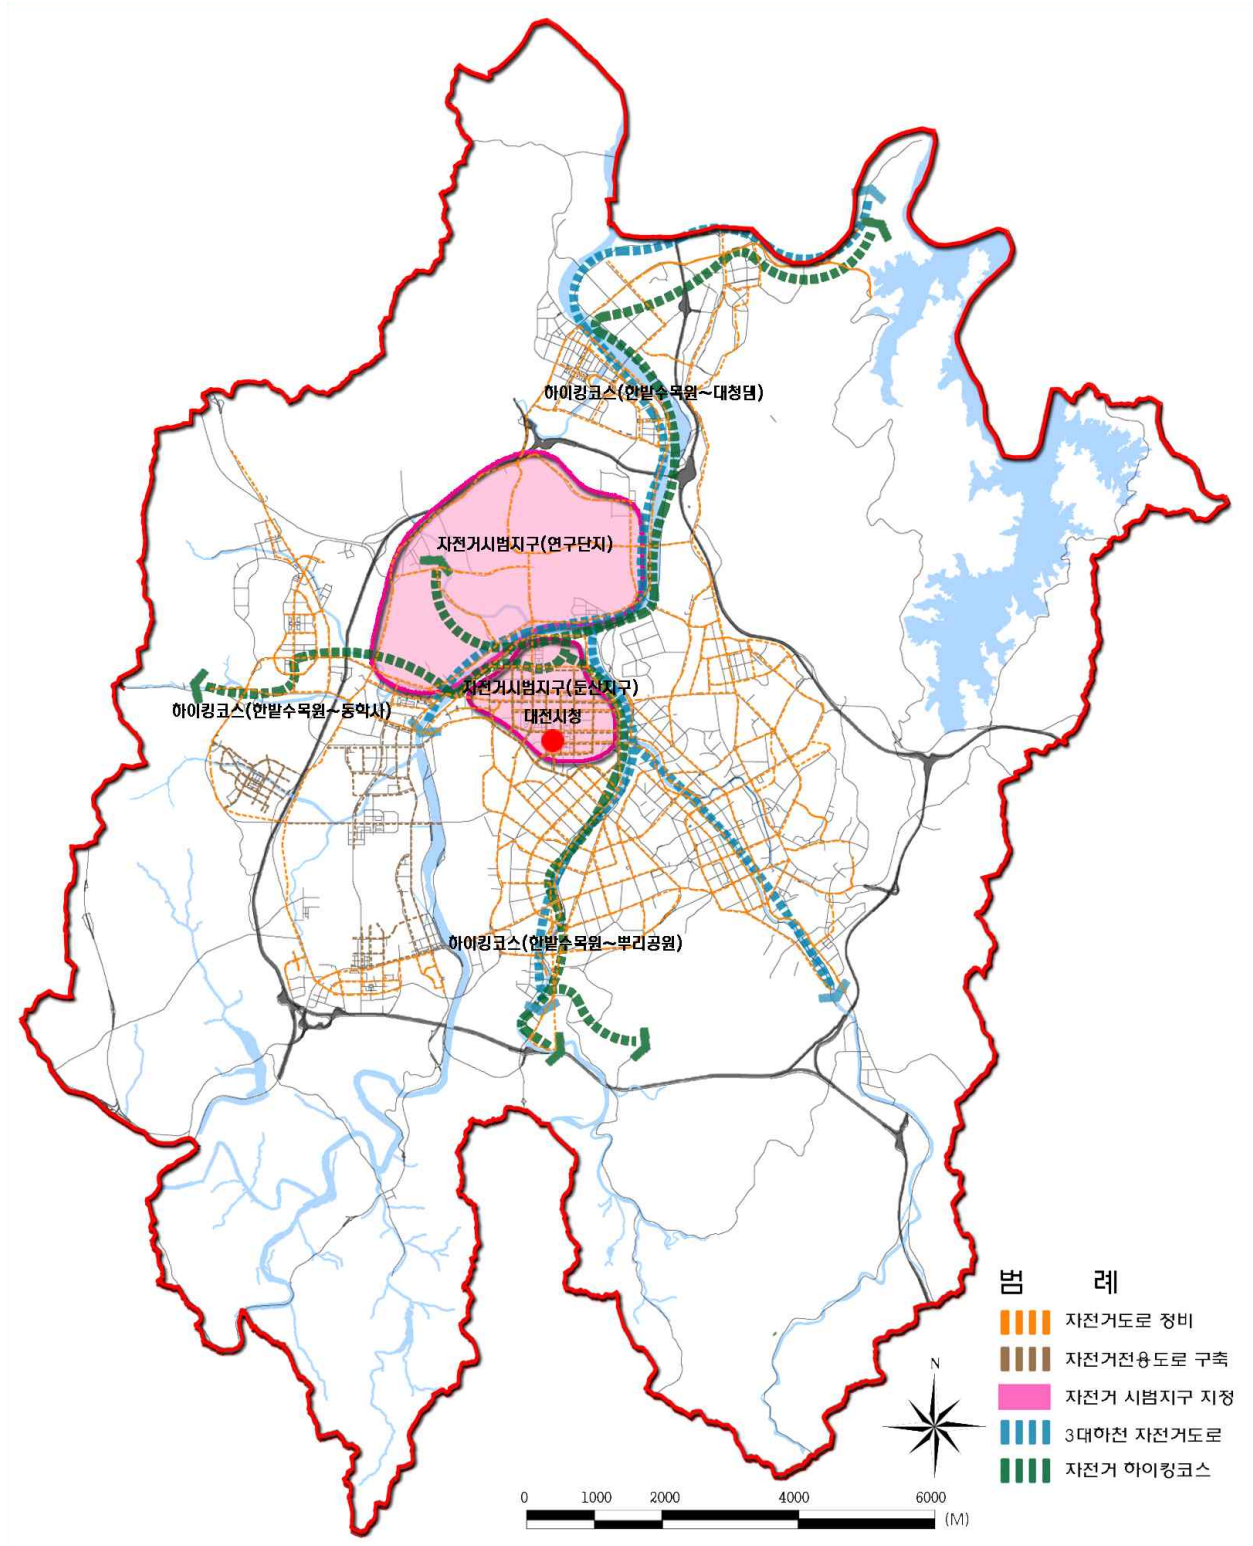 하이킹코스(한밭수목원~대청댐)
자전거시범지구(연구단지)
자전거시범지구(둔산지구)
하이킹코스(한밭수목원~동학사)
대전시청
하이킹코스(한밭수목원~뿌리공원)
범 례
자전거도로 정비
자전거전용도로 구축
자전거 시범지구 지정
3대하천 자전거도로
자전거 하이킹코스
N
0 1000 2000 4000 6000
(M)